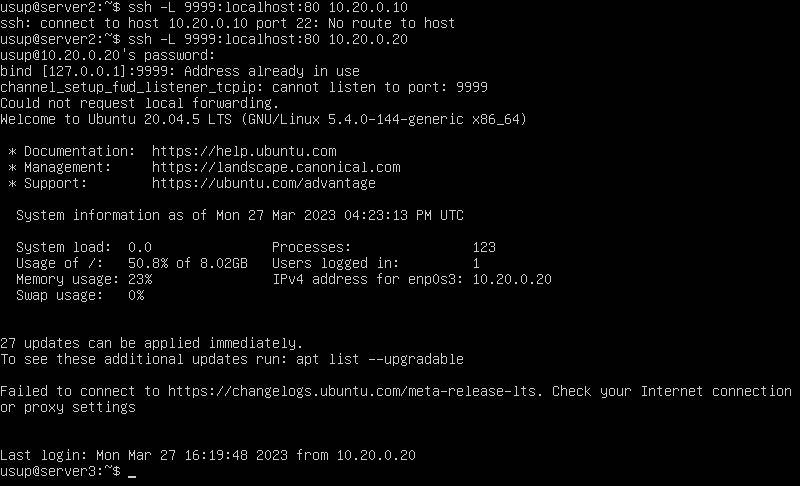 usup@server2:~$ ssh -L 9999:localhost:80 10.20.0.10
ssh: connect to host 10.20.0.10 port 22: No route to host
usup@server2:~$ ssh -L 9999:localhost:80 10.20.0.20
usup@10.20.0.20's password:
bind [127.0.0.1]:9999: Address already in use
channel_setup_fwd_listener_tcpip: cannot listen to port: 9999
Could not request local forwarding.
Welcome to Ubuntu 20.04.5 LTS (GNU/Linux 5.4.0-144-generic x86_64)

 * Documentation:  https://help.ubuntu.com
 * Management:     https://landscape.canonical.com
 * Support:        https://ubuntu.com/advantage

  System information as of Mon 27 Mar 2023 04:23:13 PM UTC

  System load:  0.0               Processes:               123
  Usage of /:   50.8% of 8.02GB   Users logged in:         1
  Memory usage: 23%               IPv4 address for enp0s3: 10.20.0.20
  Swap usage:   0%


27 updates can be applied immediately.
To see these additional updates run: apt list --upgradable

Failed to connect to https://changelogs.ubuntu.com/meta-release-lts. Check your Internet connection
or proxy settings


Last login: Mon Mar 27 16:19:48 2023 from 10.20.0.20
usup@server3:~$ _